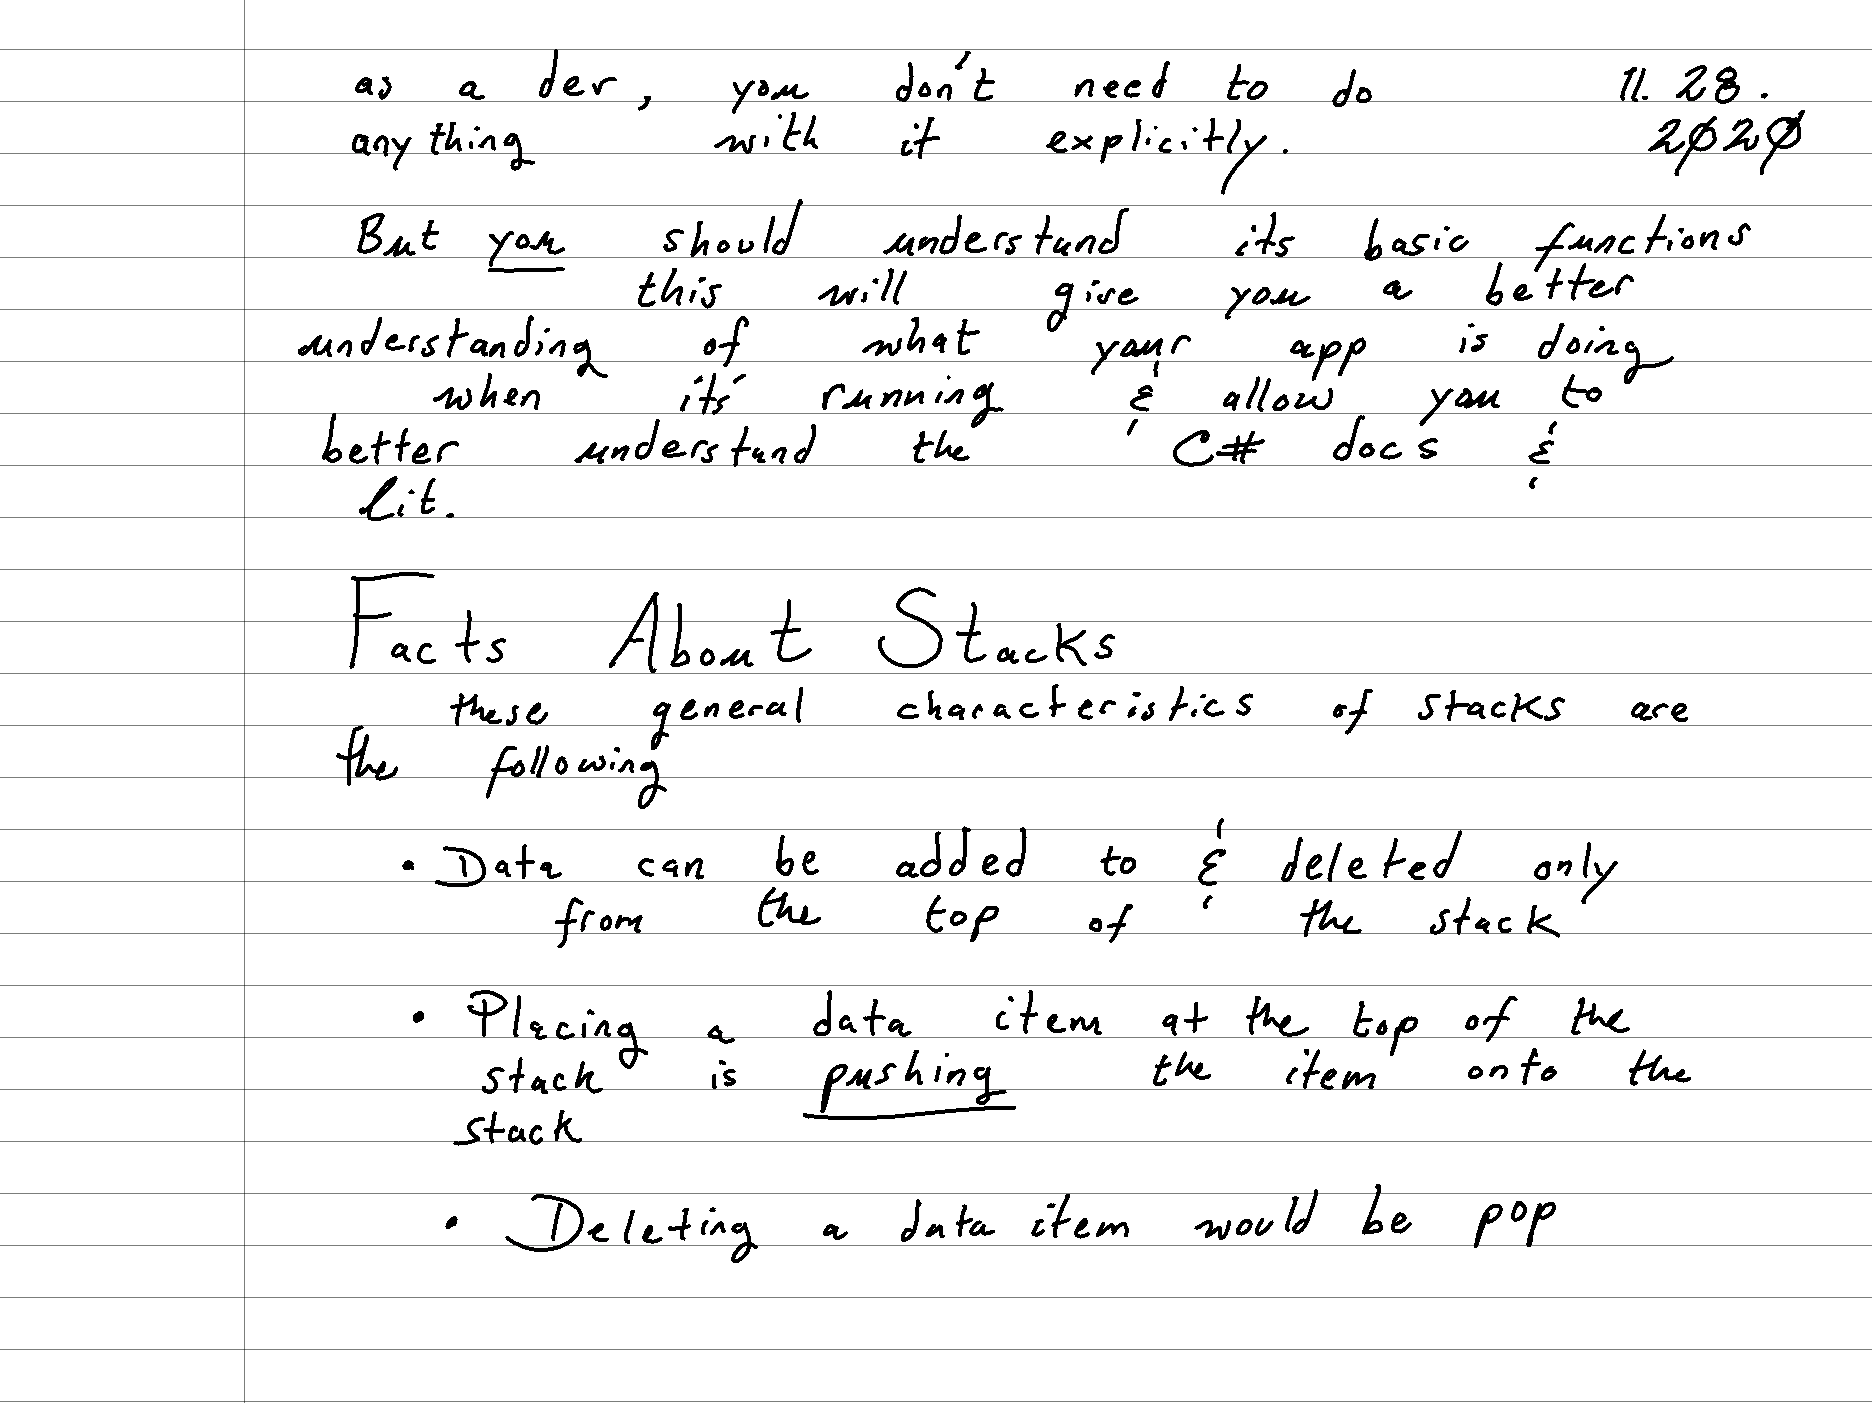 as a dev, you don't need to do 11.28.
anything with it explicitly. 2020
But you should understand its basic functions
this will give you a better
understanding of what your app is doing
when its' running & allow you to
better understand the C# docs &
lit.
Facts About Stacks
these general characteristics of stacks are
the following
• Data can be added to & deleted only
from the top of the stack
• Placing a data item at the top of the
stack is pushing the item onto the
stack
• Deleting a data item would be pop